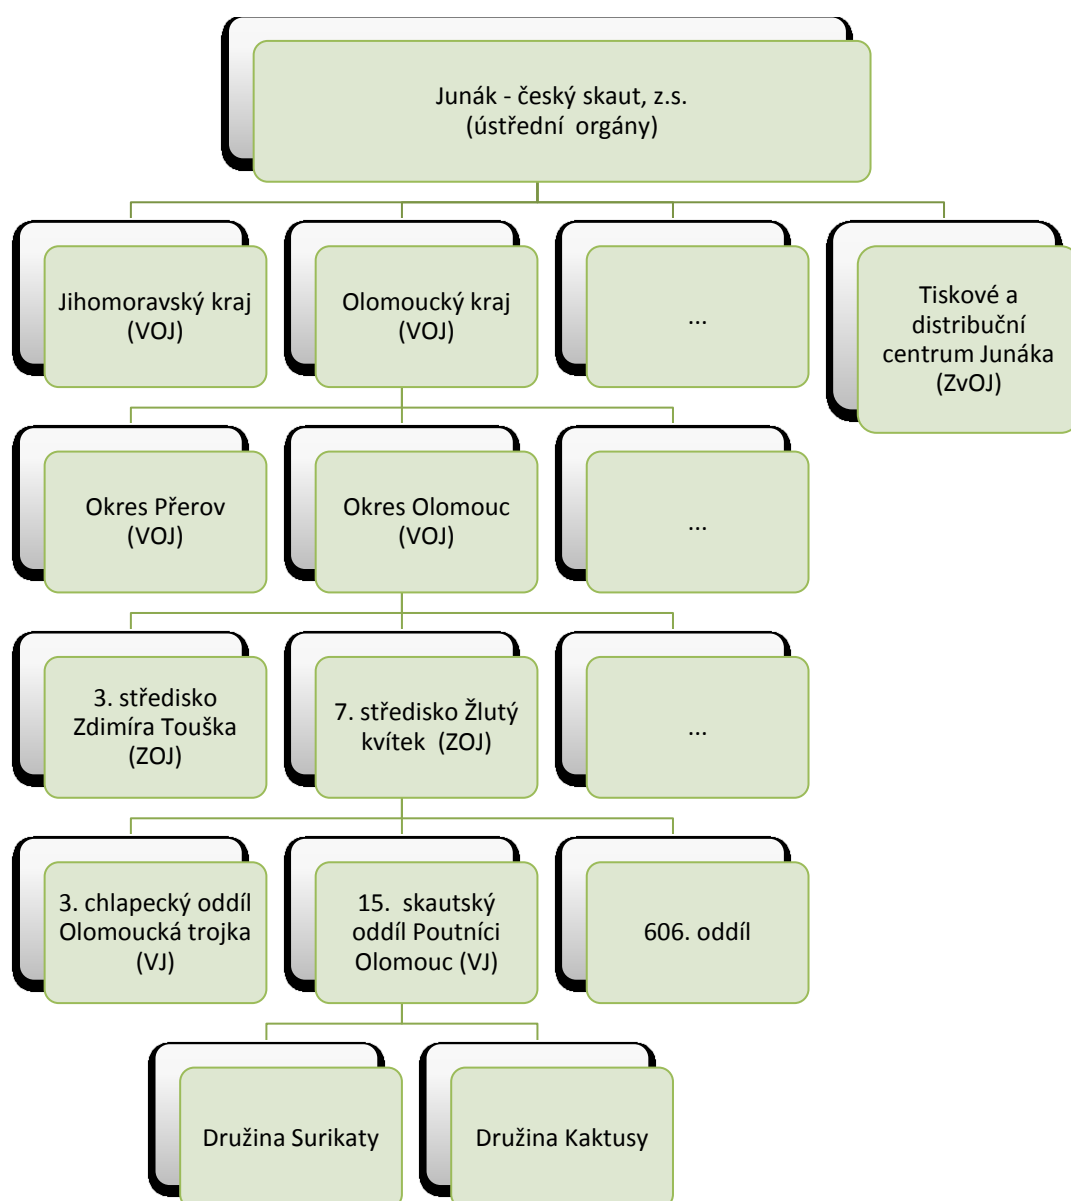 Junák - český skaut, z.s.
(ústřední orgány)
Jihomoravský kraj
(VOJ)
Olomoucký kraj
(VOJ)
...
Tiskové a
distribuční
centrum Junáka
(ZvOJ)
Okres Přerov
(VOJ)
Okres Olomouc
(VOJ)
...
3. středisko
Zdimíra Touška
(ZOJ)
7. středisko Žlutý
kvítek (ZOJ)
...
3. chlapecký oddíl
Olomoucká trojka
(VJ)
15. skautský
oddíl Poutníci
Olomouc (VJ)
606. oddíl
Družina Surikaty
Družina Kaktusy